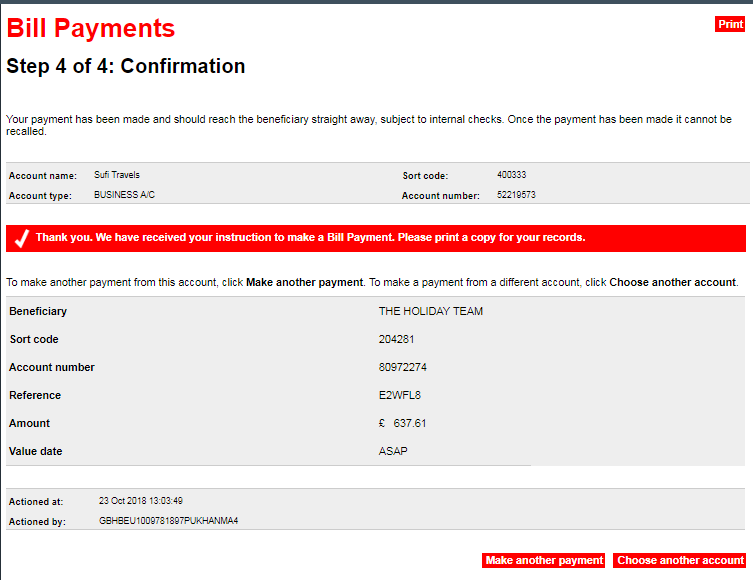 Bill Payments
Print
Step 4 of 4: Confirmation
Your payment has been made and should reach the beneficiary straight away, subject to internal checks. Once the payment has been made it cannot be
recalled.
Account name: Sufi Travels Sort code: 400333
Account type: BUSINESS A/C Account number: 52219573
Thank you. We have received your instruction to make a Bill Payment. Please print a copy for your records.
To make another payment from this account, click Make another payment. To make a payment from a different account, click Choose another account.
Beneficiary THE HOLIDAY TEAM
Sort code 204281
Account number 80972274
Reference E2WFL8
Amount £ 637.61
Value date ASAP
Actioned at: 23 Oct 2018 13:03:49
Actioned by: GBHBEU1009781897PUKHANMA4
Make another payment Choose another account